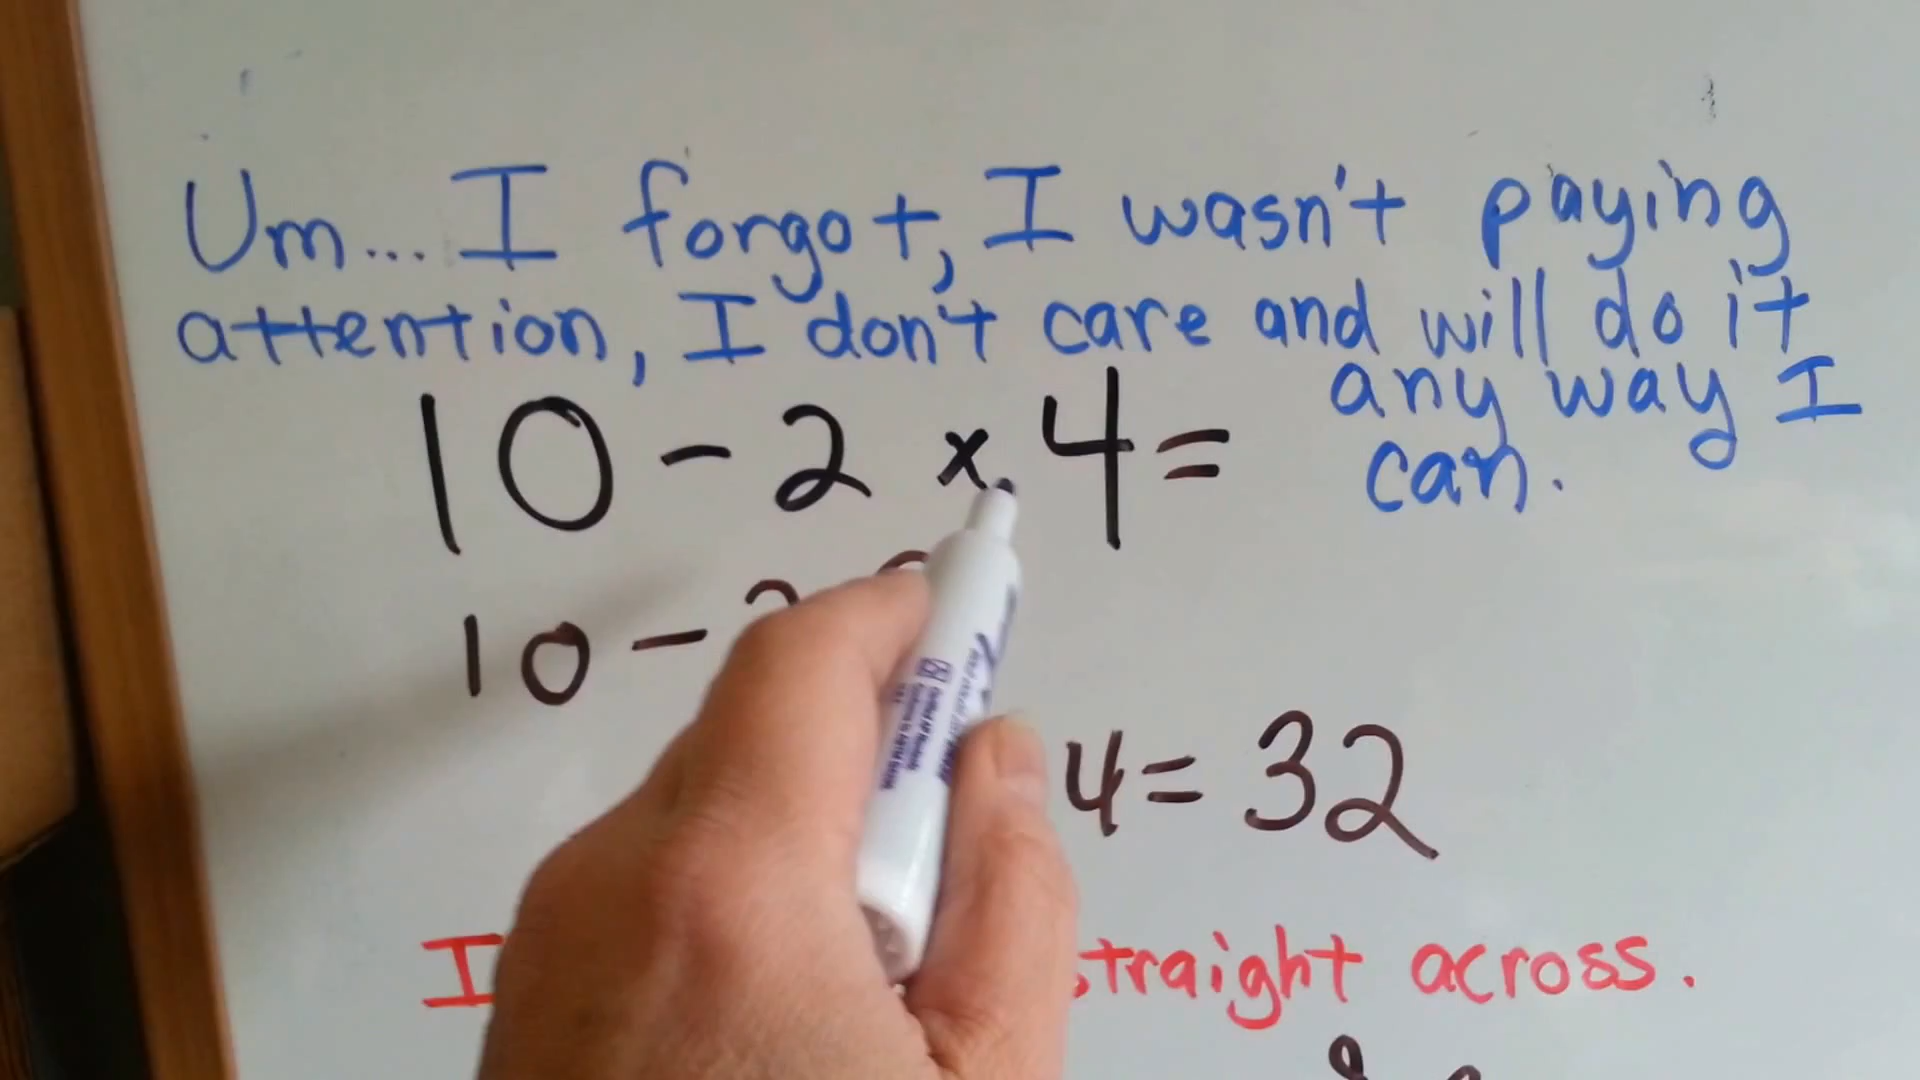 Um... I forgot, I wasn't paying
attention, I don't care and will do it
any way I
can.
10 - 2 x 4 =
10 -
4 = 32
I straight across.